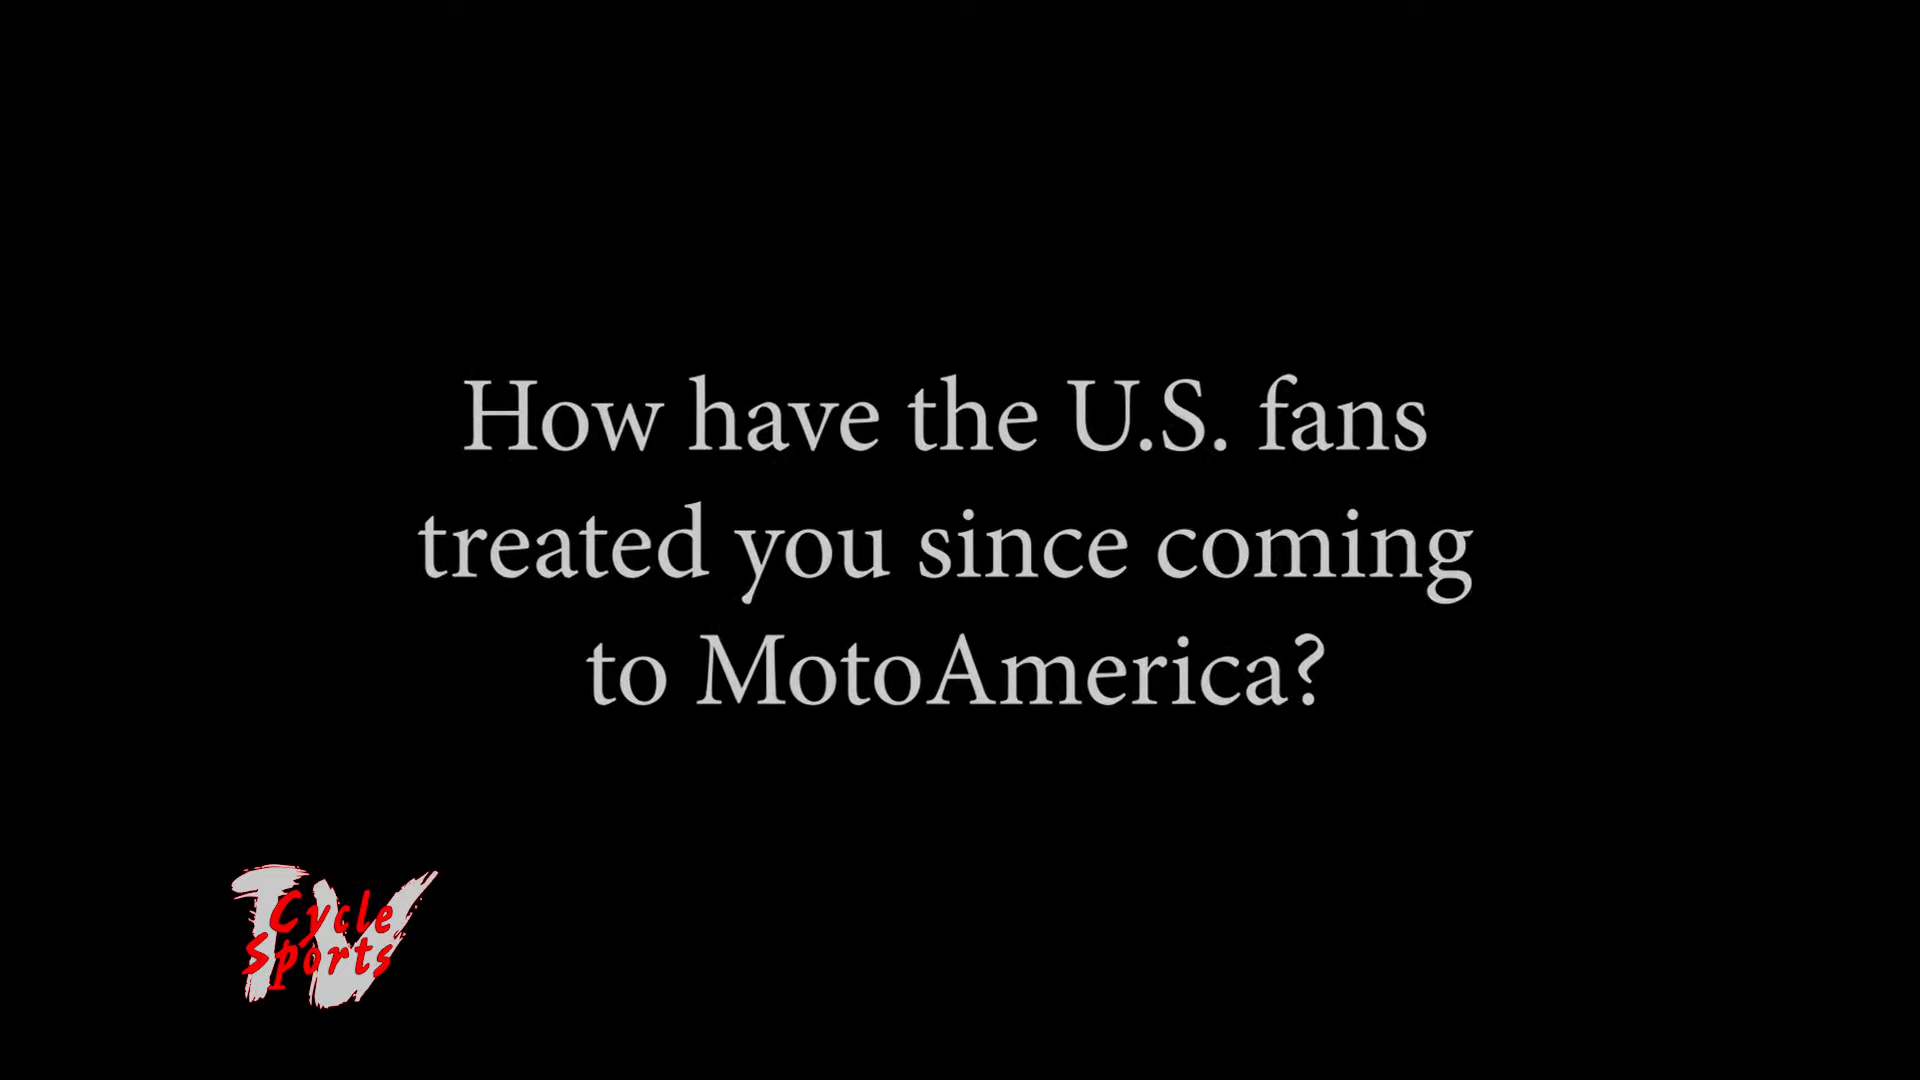 How have the U.S. fans
treated you since coming
to MotoAmerica?
TV
Cycle
Sports